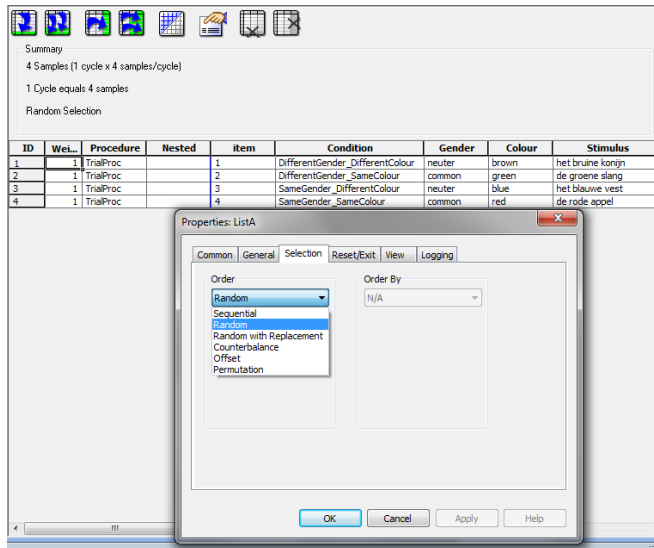 Summary
4 Samples (1 cycle x 4 samples/cycle)
1 Cycle equals 4 samples
Random Selection
ID Wei... Procedure Nested item Condition Gender Colour Stimulus
1 1 TrialProc 1 DifferentGender_DifferentColour neuter brown het bruine konijn
2 1 TrialProc 2 DifferentGender_SameColour common green de groene slang
3 1 TrialProc 3 SameGender_DifferentColour neuter blue het blauwe vest
4 1 TrialProc 4 SameGender_SameColour common red de rode appel
Properties: ListA
Common General Selection Reset/Exit View Logging
Order Order By
Random N/A
Sequential
Random
Random with Replacement
Counterbalance
Offset
Permutation
OK Cancel Apply Help